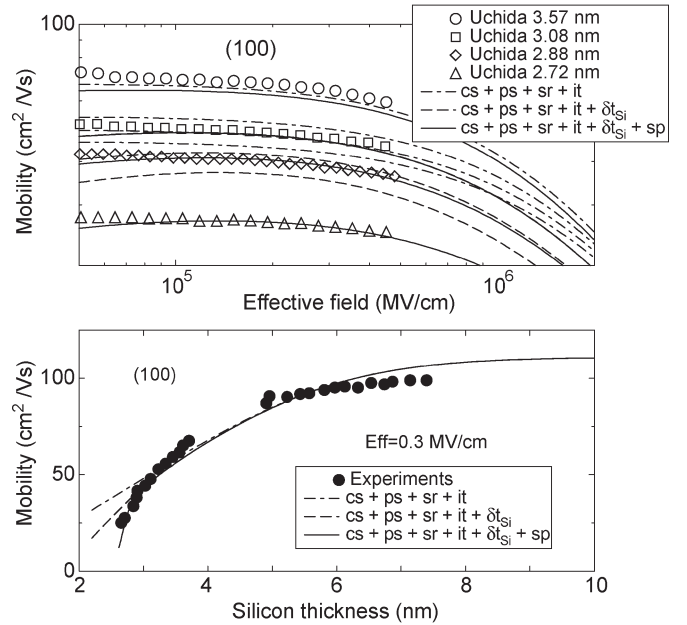 100
(100)
Uchida 3.57 nm
Uchida 3.08 nm
Uchida 2.88 nm
Uchida 2.72 nm
cs + ps + sr + it
cs + ps + sr + it + δtSi
cs + ps + sr + it + δtSi + sp
Mobility (cm² /Vs)
10⁵
10⁶
Effective field (MV/cm)
(100)
100
50
0
Mobility (cm² /Vs)
Eff=0.3 MV/cm
Experiments
cs + ps + sr + it
cs + ps + sr + it + δtSi
cs + ps + sr + it + δtSi + sp
2 4 6 8 10
Silicon thickness (nm)